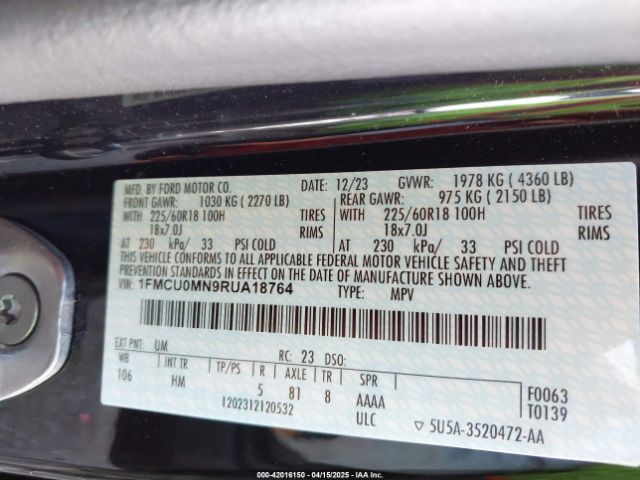 MFD. BY FORD MOTOR CO. DATE: 12/23 GVWR: 1978 KG ( 4360 LB)
FRONT GAWR: 1030 KG ( 2270 LB) REAR GAWR: 975 KG ( 2150 LB)
WITH 225/60R18 100H TIRES WITH 225/60R18 100H TIRES
18x7.0J RIMS 18x7.0J RIMS
AT 230 kPa/ 33 PSI COLD AT 230 kPa/ 33 PSI COLD
THIS VEHICLE CONFORMS TO ALL APPLICABLE FEDERAL MOTOR VEHICLE SAFETY AND THEFT
PREVENTION STANDARDS IN EFFECT ON THE DATE OF MANUFACTURE SHOWN ABOVE.
VIN: 1FMCU0MN9RUA18764 TYPE: MPV
EXT PNT: UM RC: 23 DSO:
WB INT TR TP/PS R AXLE TR SPR
106 HM 5 81 8 AAAA F0063
I202312120532 ULC T0139
5U5A-3520472-AA
000-42016150 - 04/15/2025 - IAA Inc.